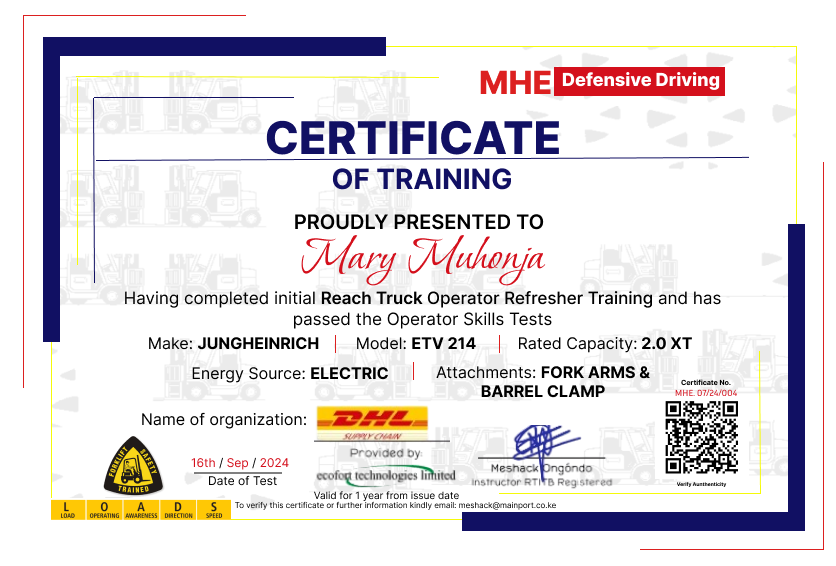 MHE Defensive Driving
CERTIFICATE
OF TRAINING
PROUDLY PRESENTED TO
Mary Muhonja
Having completed initial Reach Truck Operator Refresher Training and has
passed the Operator Skills Tests
Make: JUNGHEINRICH | Model: ETV 214 | Rated Capacity: 2.0 XT
Energy Source: ELECTRIC | Attachments: FORK ARMS &
BARREL CLAMP
Certificate No.
MHE. 07/24/004
Name of organization:
DHL
SUPPLY CHAIN
Provided by:
ecofort technologies limited
Valid for 1 year from issue date
FORKLIFT SAFETY
TRAINED
16th / Sep / 2024
Date of Test
Meshack Ongóndo
Instructor RTITB Registered
Verify Aunthenticity
L O A D S
LOAD OPERATING AWARENESS DIRECTION SPEED
To verify this certificate or further information kindly email: meshack@mainport.co.ke